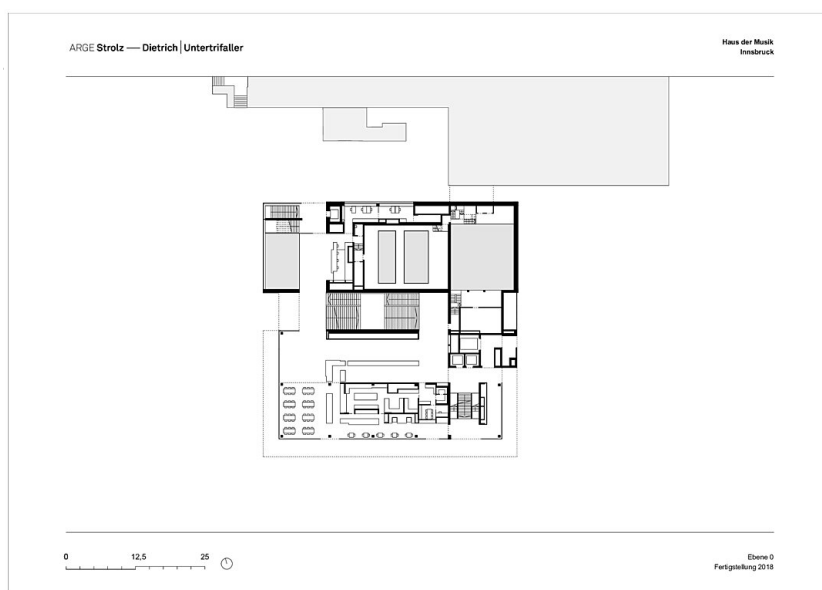 ARGE Strolz — Dietrich | Untertrifaller
Haus der Musik
Innsbruck
0 12,5 25
Ebene 0
Fertigstellung 2018